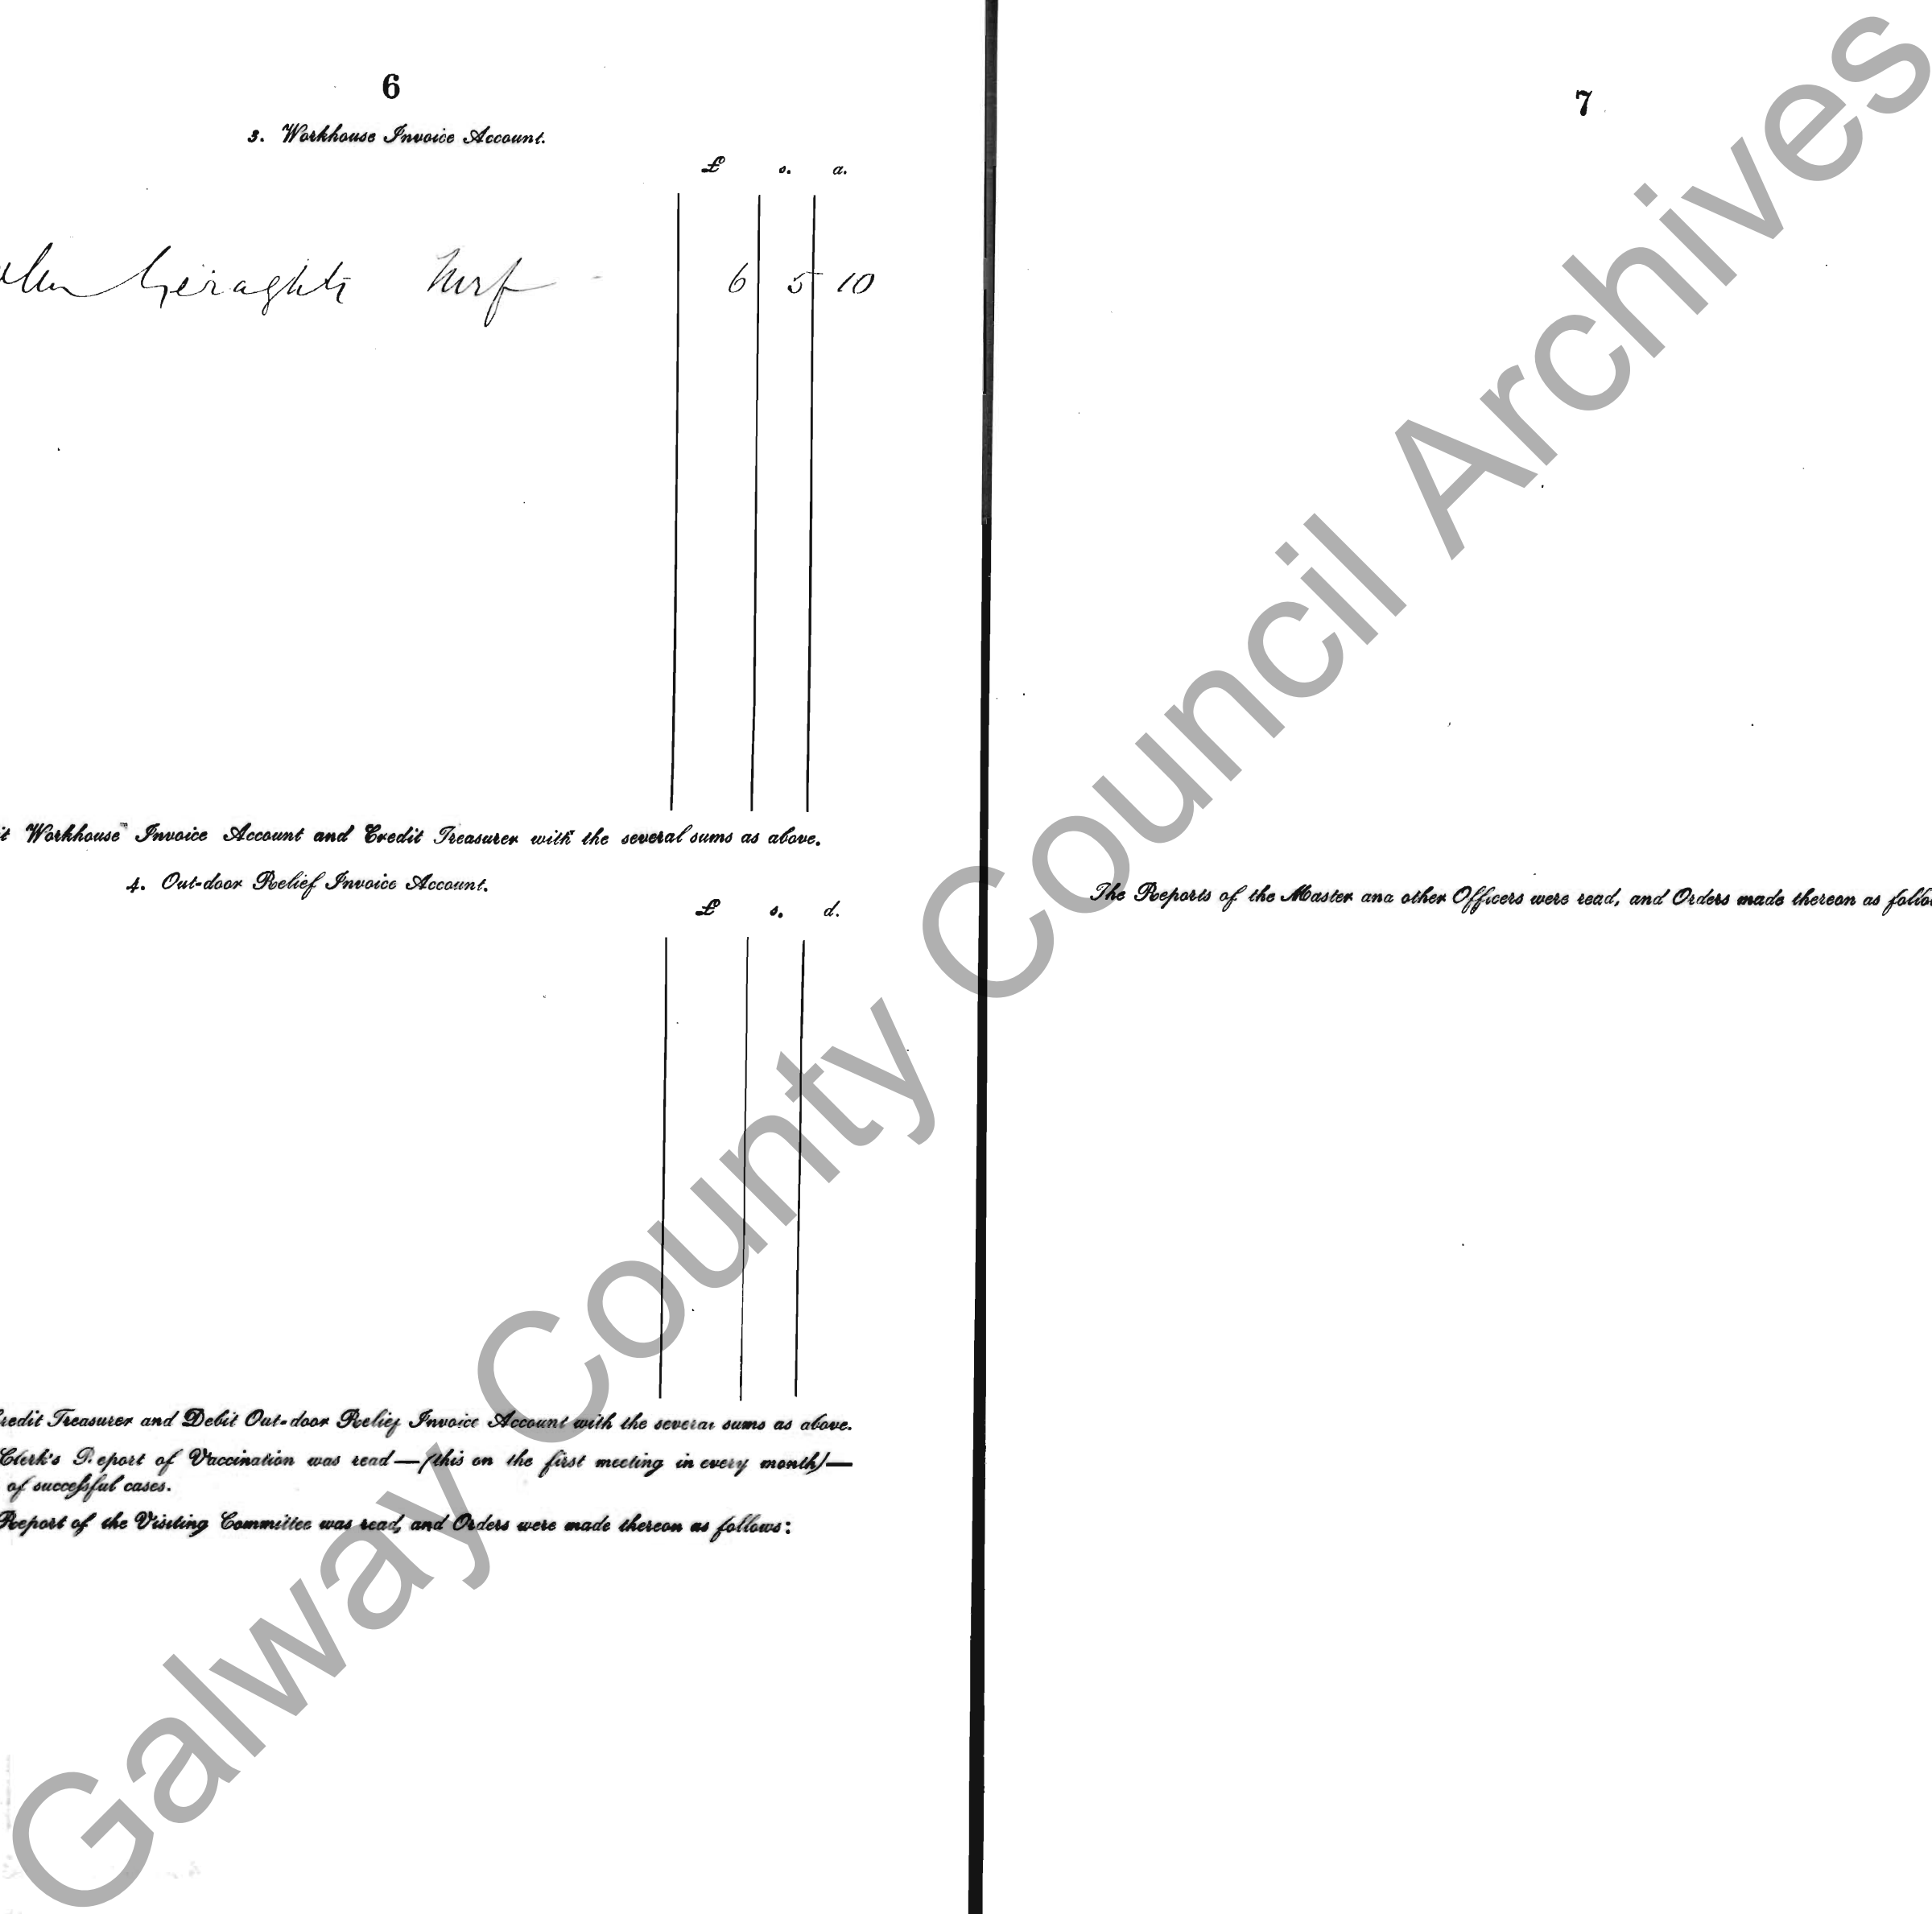 6
3. Workhouse Invoice Account.
£ s. d.
Geraghty Turf - 6 5 10
Workhouse Invoice Account and Credit Treasurer with the several sums as above.
4. Out-door Relief Invoice Account.
£ s. d.
Credit Treasurer and Debit Out-door Relief Invoice Account with the several sums as above.
Clerk's Report of Vaccination was read—(this on the first meeting in every month)—
of successful cases.
Report of the Visiting Committee was read, and Orders were made thereon as follows:
7
The Reports of the Master and other Officers were read, and Orders made thereon as
Galway County Council Archives